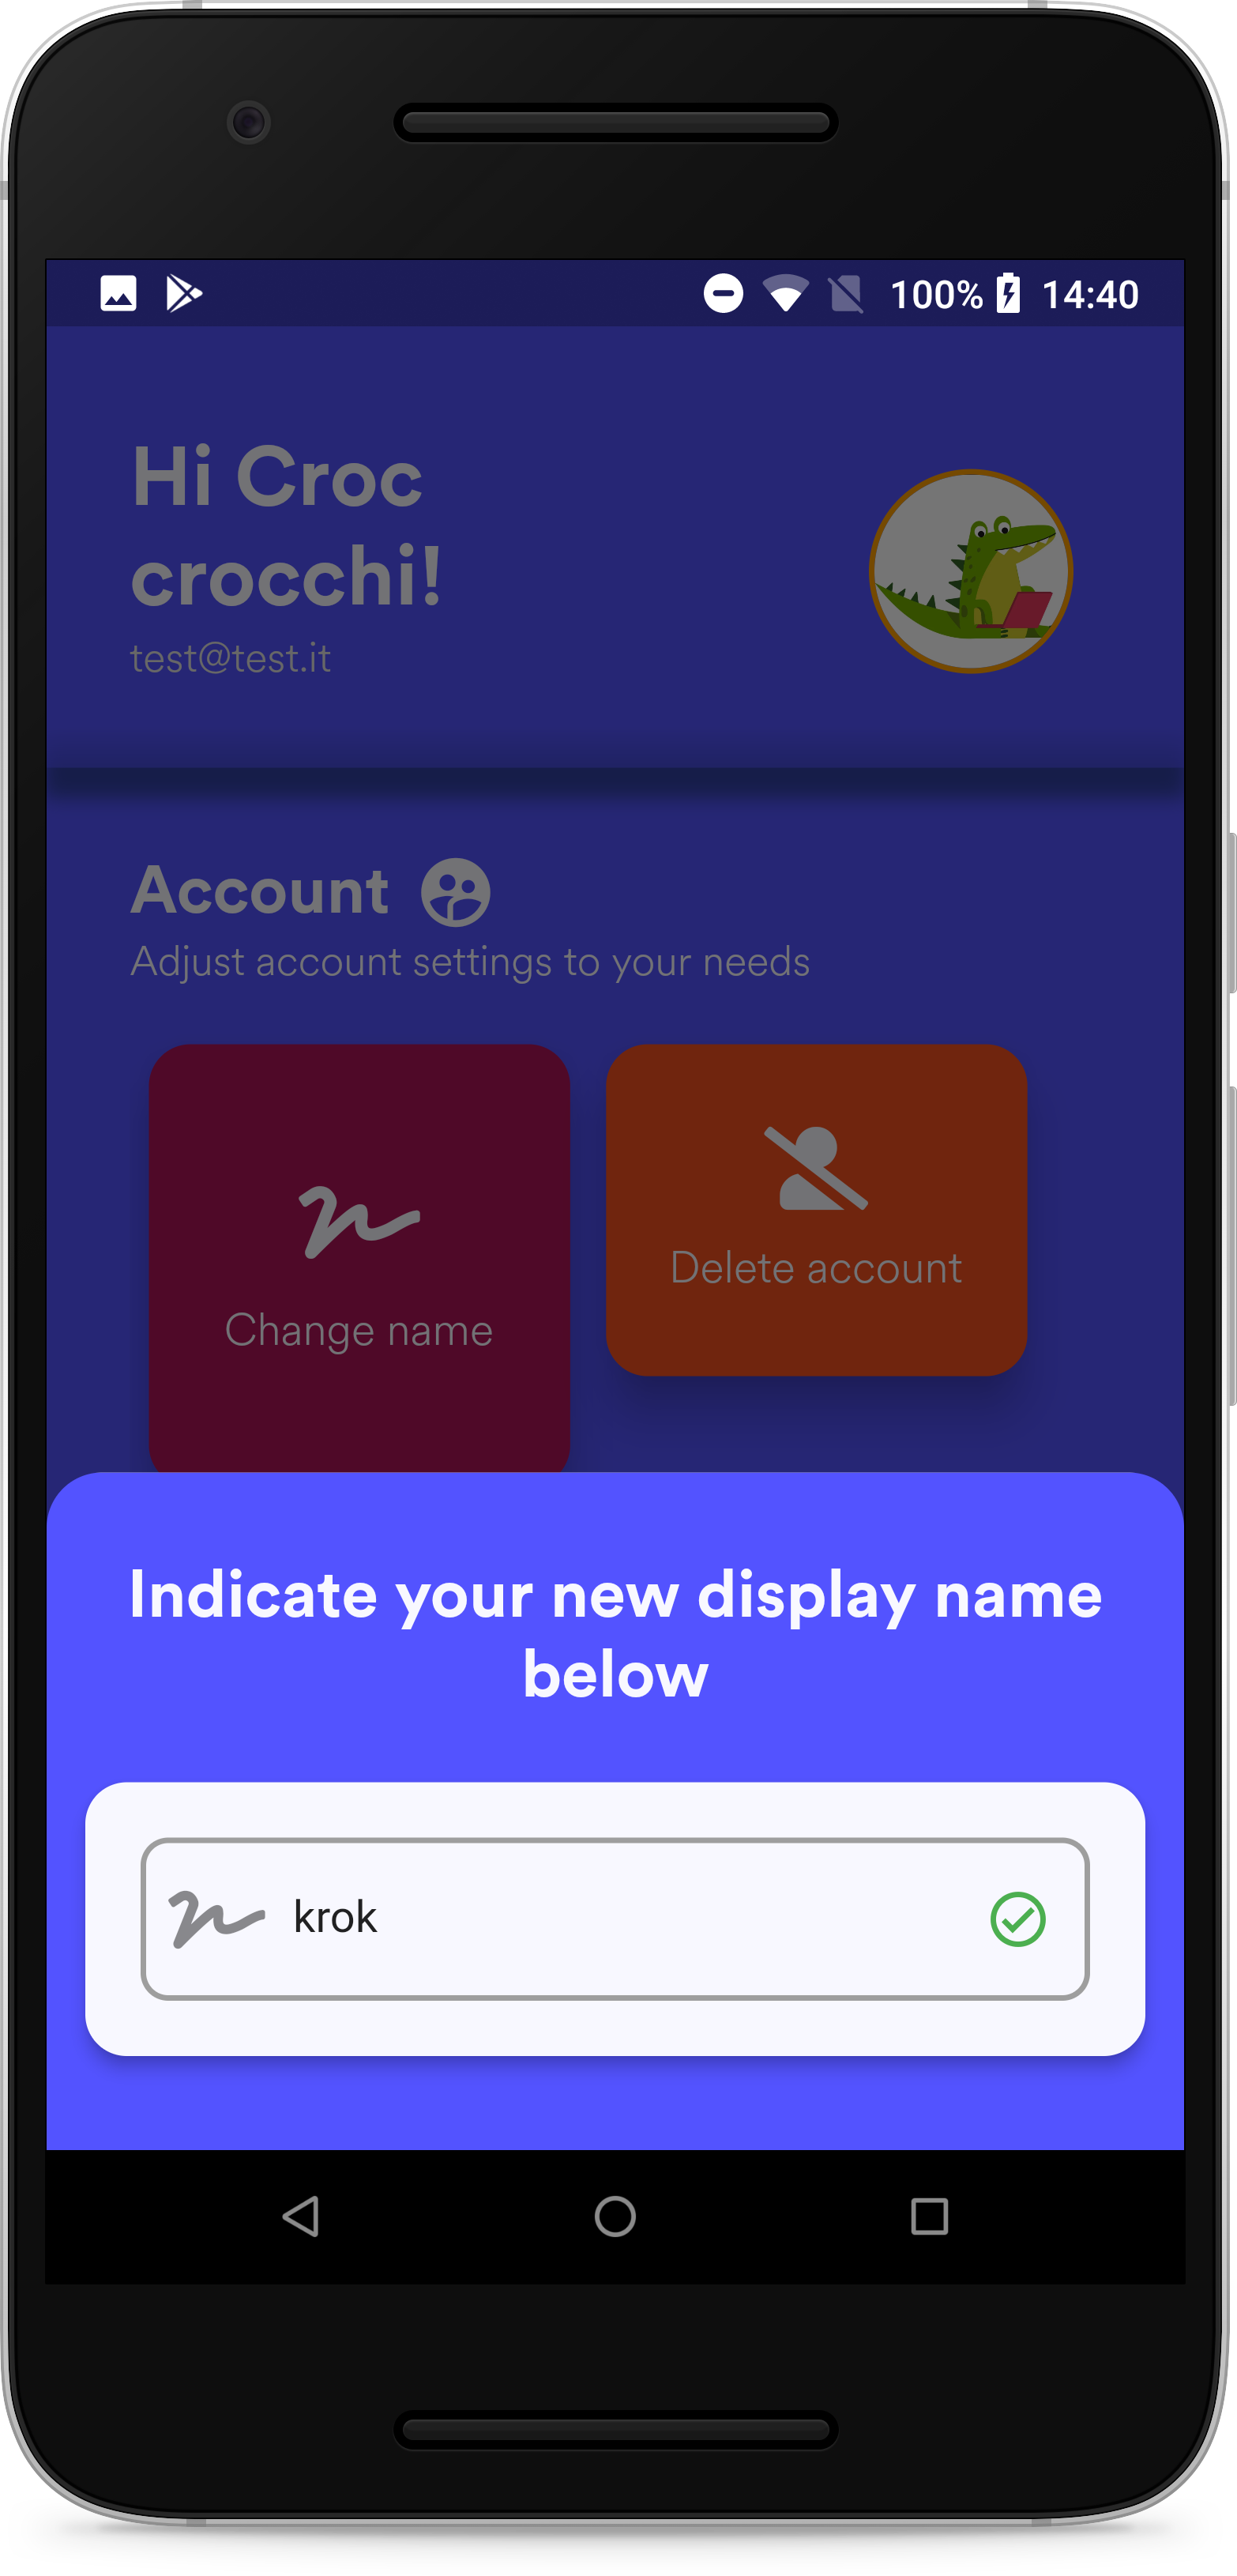 100% 14:40
Hi Croc
crocchi!
test@test.it
Account
Adjust account settings to your needs
Change name
Delete account
Indicate your new display name
below
krok